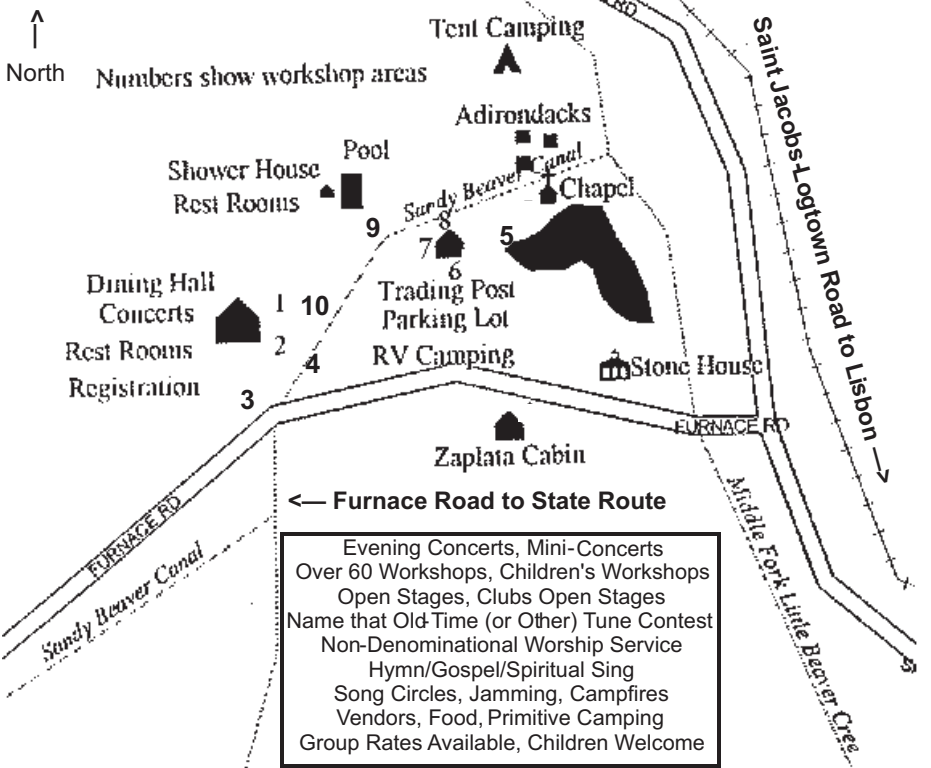 RD
Tent Camping
North
Numbers show workshop areas
Saint Jacobs-Logtown Road to Lisbon -->
Adirondacks
Pool
Shower House
Rest Rooms
Sandy Beaver Canal
Chapel
9
8
7
5
6
Dining Hall
Concerts
1
10
2
Trading Post
Parking Lot
Rest Rooms
4
RV Camping
Registration
3
Stone House
FURNACE RD
Zaplata Cabin
<— Furnace Road to State Route
FURNACE RD
Sandy Beaver Canal
Middle Fork Little Beaver Cree
Evening Concerts, Mini-Concerts
Over 60 Workshops, Children's Workshops
Open Stages, Clubs Open Stages
Name that Old-Time (or Other) Tune Contest
Non-Denominational Worship Service
Hymn/Gospel/Spiritual Sing
Song Circles, Jamming, Campfires
Vendors, Food, Primitive Camping
Group Rates Available, Children Welcome